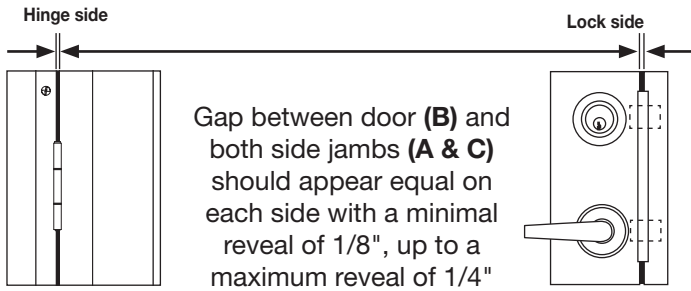 Hinge side
Lock side
Gap between door (B) and
both side jambs (A & C)
should appear equal on
each side with a minimal
reveal of 1/8", up to a
maximum reveal of 1/4"